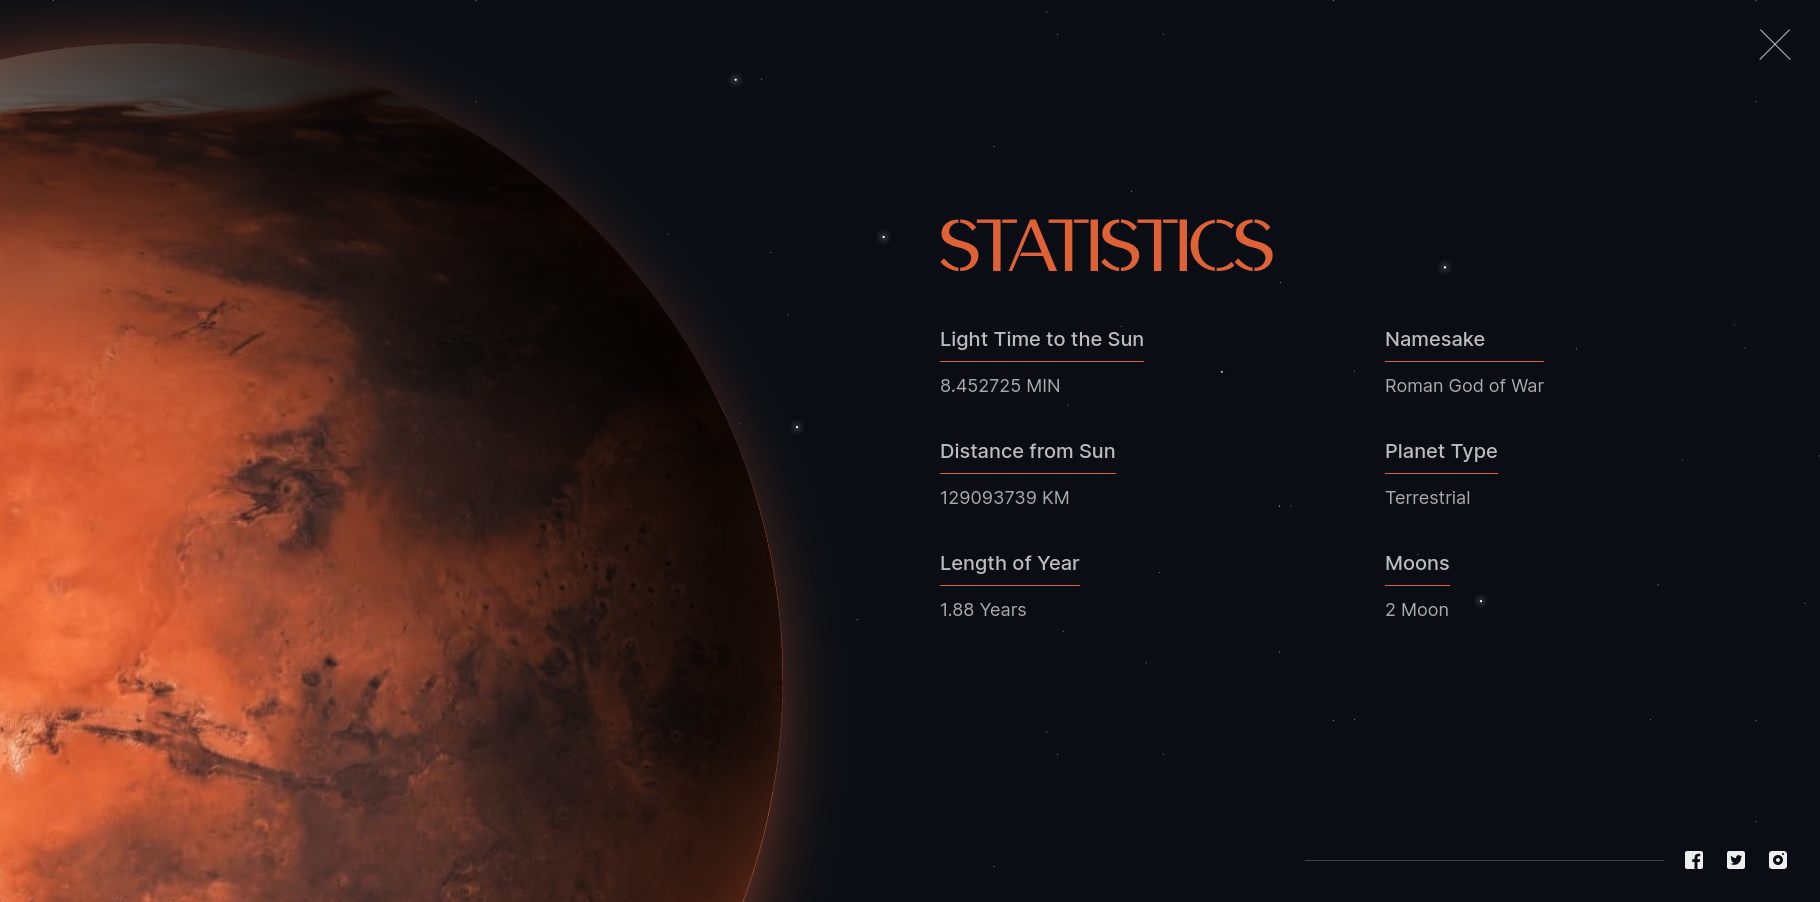 STATISTICS
Light Time to the Sun
8.452725 MIN
Distance from Sun
129093739 KM
Length of Year
1.88 Years
Namesake
Roman God of War
Planet Type
Terrestrial
Moons
2 Moon